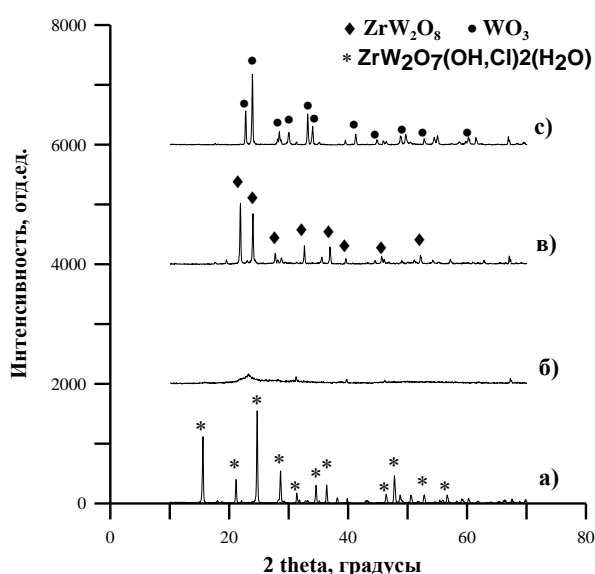 8000
◆ ZrW₂O₈ ● WO₃
* ZrW₂O₇(OH,Cl)2(H₂O)
с)
6000
в)
4000
б)
2000
а)
0
0 20 40 60 80
2 theta, градусы
Интенсивность, отд.ед.